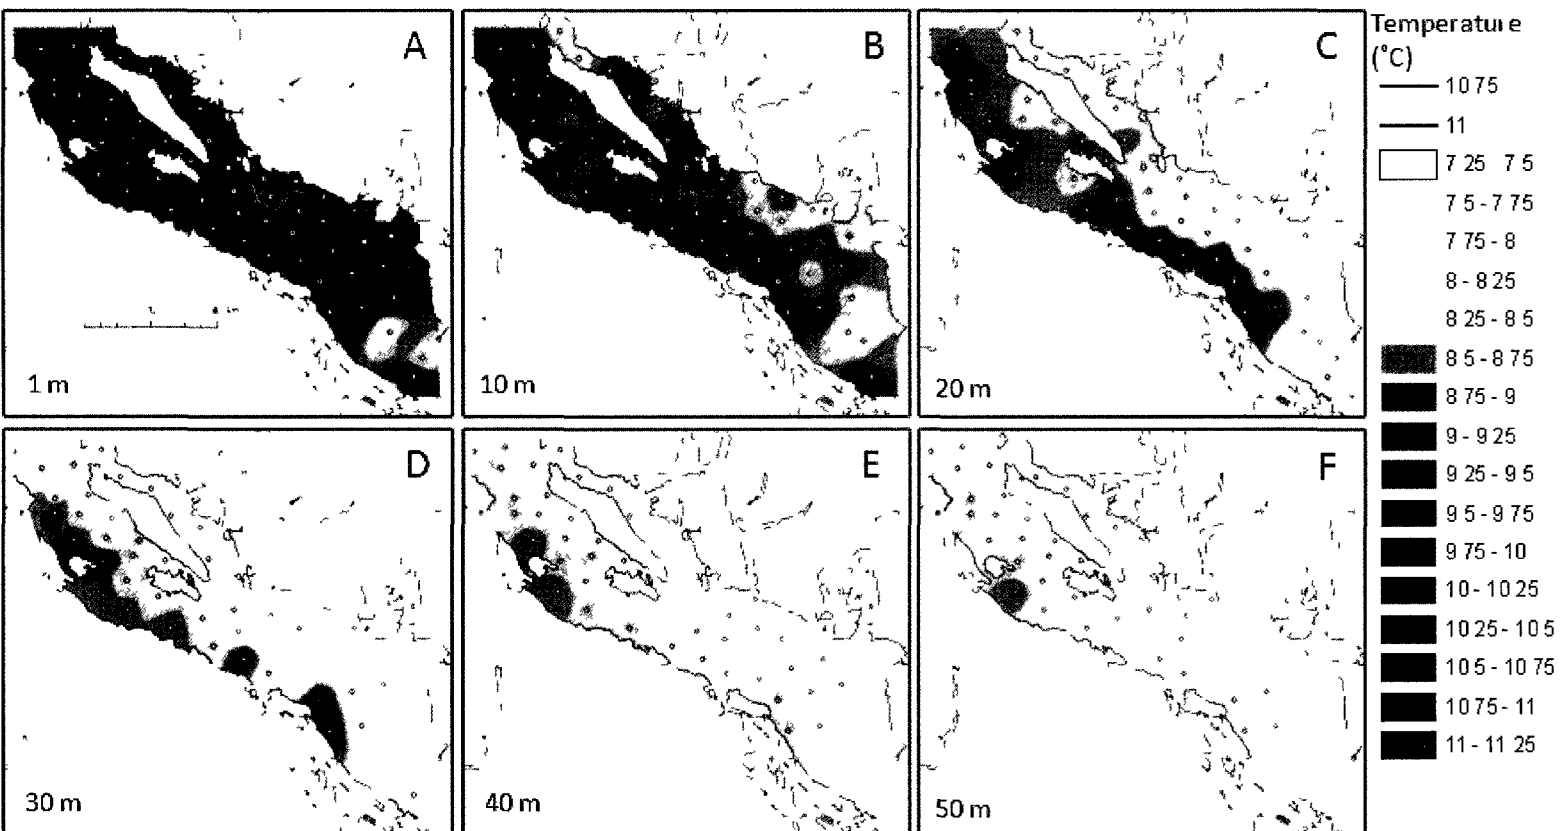 A
1 m
B
10 m
C
20 m
D
30 m
E
40 m
F
50 m
Temperature
(°C)
10 75
11
7 25 7 5
7 5 - 7 75
7 75 - 8
8 - 8 25
8 25 - 8 5
8 5 - 8 75
8 75 - 9
9 - 9 25
9 25 - 9 5
9 5 - 9 75
9 75 - 10
10 - 10 25
10 25 - 10 5
10 5 - 10 75
10 75 - 11
11 - 11 25